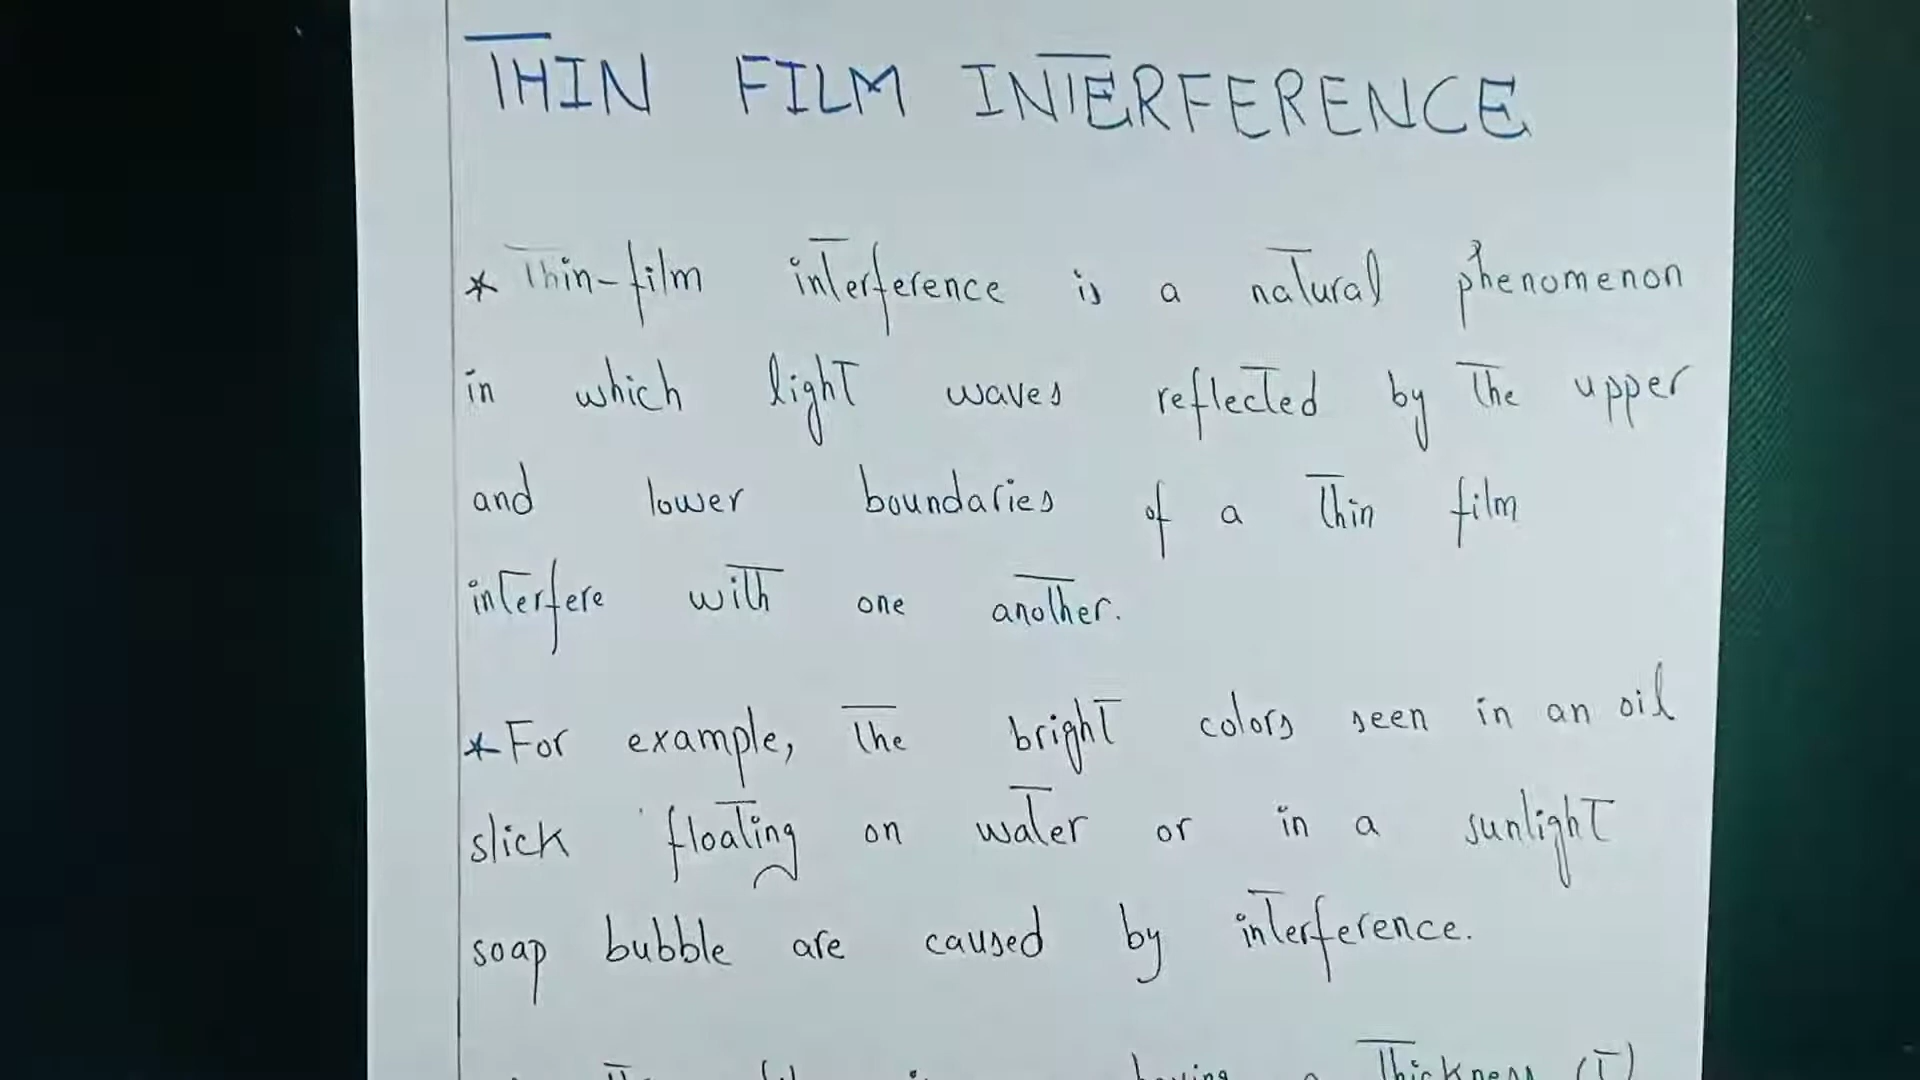 THIN FILM INTERFERENCE
* Thin-film interference is a natural phenomenon
in which light waves reflected by the upper
and lower boundaries of a thin film
interfere with one another.
* For example, the bright colors seen in an oil
slick floating on water or in a sunlight
soap bubble are caused by interference.
having a Thickness (T)